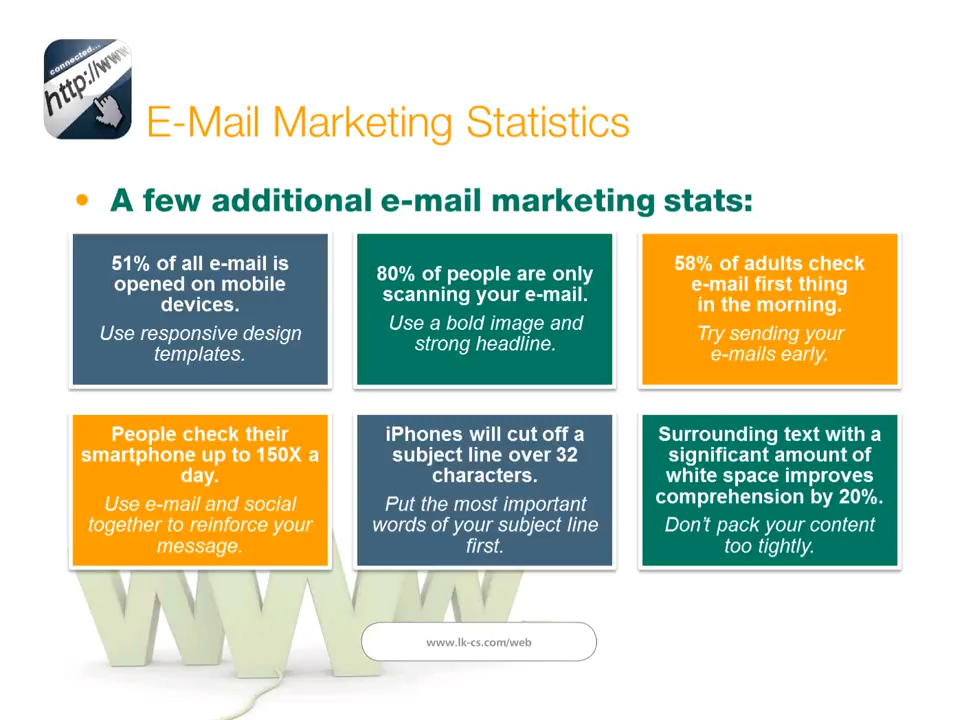 connected...
http://www
E-Mail Marketing Statistics
• A few additional e-mail marketing stats:
51% of all e-mail is
opened on mobile
devices.
Use responsive design
templates.
80% of people are only
scanning your e-mail.
Use a bold image and
strong headline.
58% of adults check
e-mail first thing
in the morning.
Try sending your
e-mails early.
People check their
smartphone up to 150X a
day.
Use e-mail and social
together to reinforce your
message.
iPhones will cut off a
subject line over 32
characters.
Put the most important
words of your subject line
first.
Surrounding text with a
significant amount of
white space improves
comprehension by 20%.
Don't pack your content
too tightly.
www
www.lk-cs.com/web